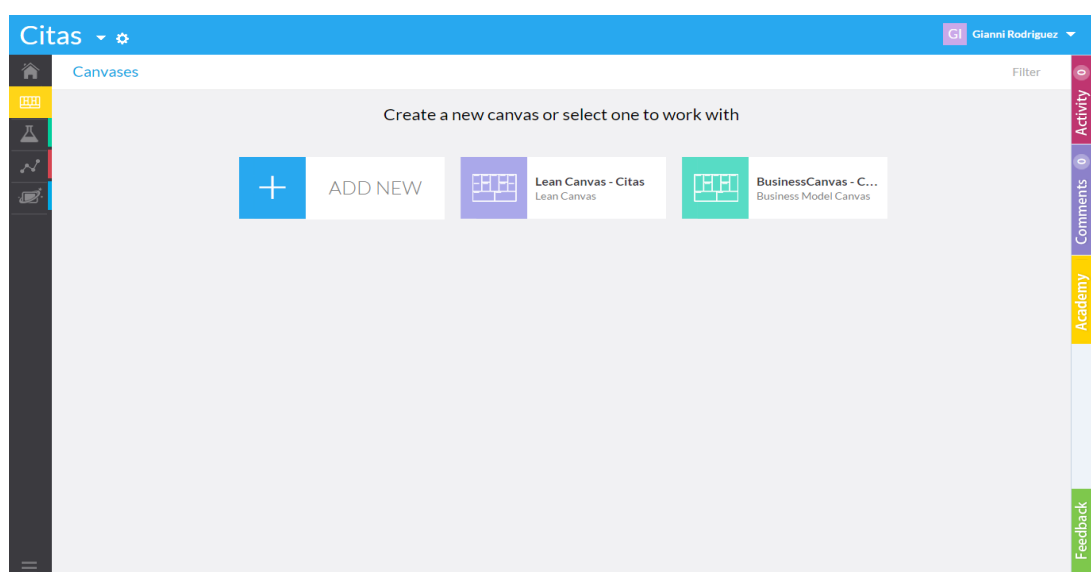 Citas
GI Gianni Rodríguez
Canvases
Filter
Create a new canvas or select one to work with
ADD NEW
Lean Canvas - Citas
Lean Canvas
BusinessCanvas - C...
Business Model Canvas
Activity 0
Comments 0
Academy
Feedback